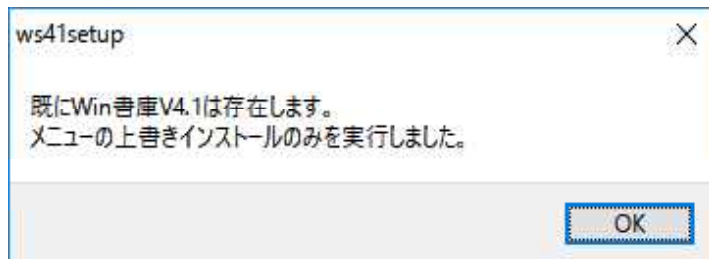 ws41setup
既にWin書庫V4.1は存在します。
メニューの上書きインストールのみを実行しました。
OK